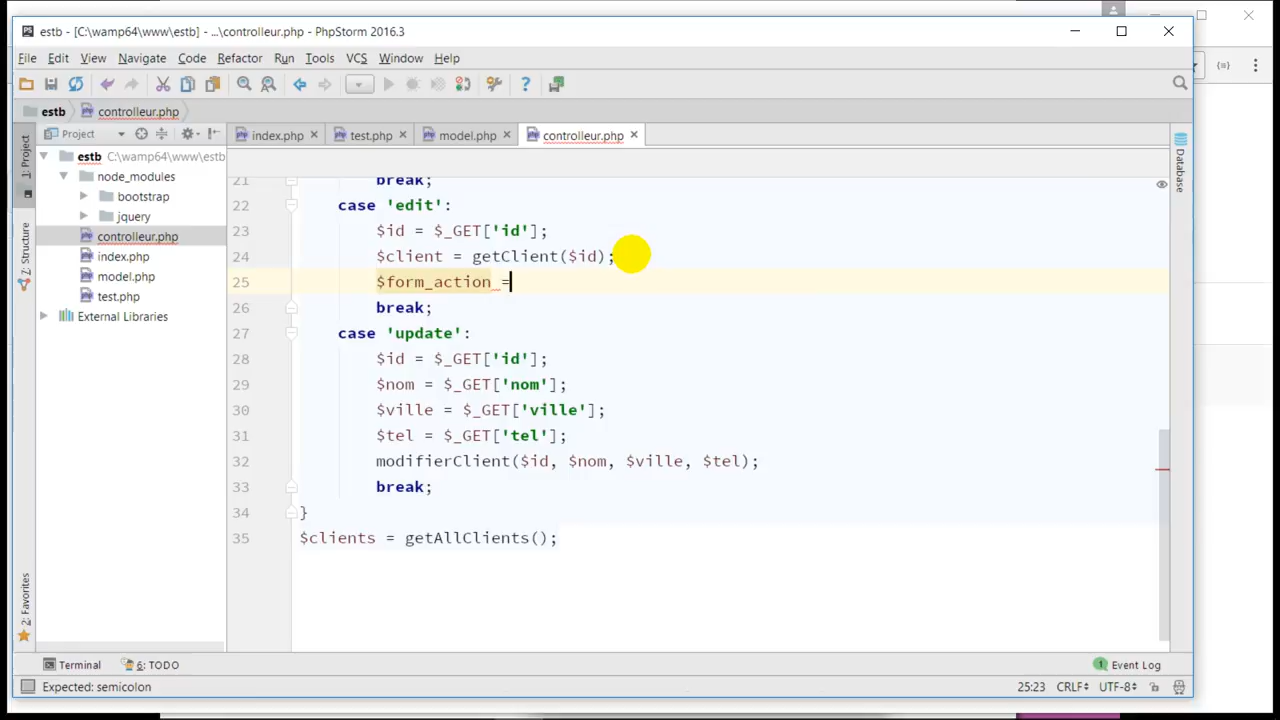 estb - [C:\wamp64\www\estb] - ...\controlleur.php - PhpStorm 2016.3
File Edit View Navigate Code Refactor Run Tools VCS Window Help
estb controlleur.php
Project index.php test.php model.php controlleur.php
1: Project
Z: Structure
2: Favorites
Database
estb C:\wamp64\www\estb
node_modules
bootstrap
jquery
controlleur.php
index.php
model.php
test.php
External Libraries
21 break;
22 case 'edit':
23 $id = $_GET['id'];
24 $client = getClient($id);
25 $form_action =
26 break;
27 case 'update':
28 $id = $_GET['id'];
29 $nom = $_GET['nom'];
30 $ville = $_GET['ville'];
31 $tel = $_GET['tel'];
32 modifierClient($id, $nom, $ville, $tel);
33 break;
34 }
35 $clients = getAllClients();
Terminal 6: TODO 1 Event Log
Expected: semicolon 25:23 CRLF UTF-8